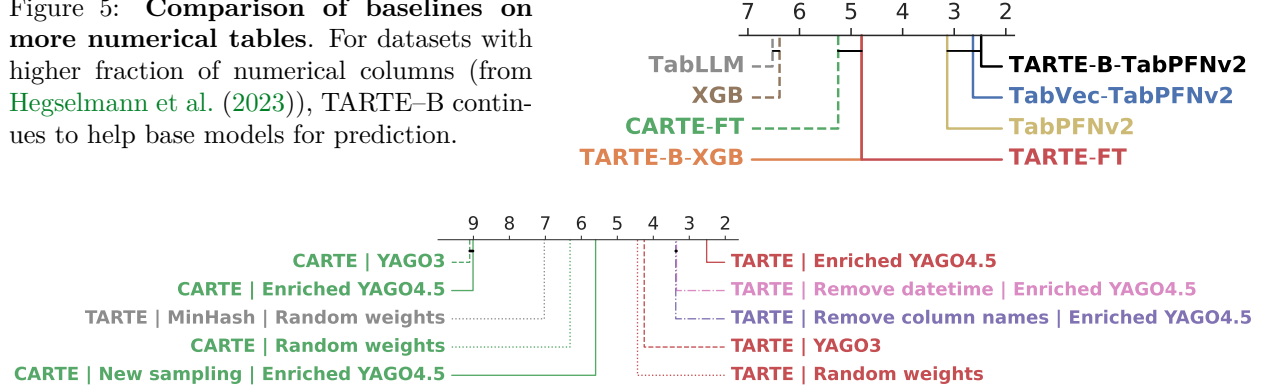 Figure 5: Comparison of baselines on
more numerical tables. For datasets with
higher fraction of numerical columns (from
Hegselmann et al. (2023)), TARTE–B contin-
ues to help base models for prediction.
7 6 5 4 3 2
TabLLM
XGB
CARTE-FT
TARTE-B-XGB
TARTE-B-TabPFNv2
TabVec-TabPFNv2
TabPFNv2
TARTE-FT
9 8 7 6 5 4 3 2
CARTE | YAGO3
CARTE | Enriched YAGO4.5
TARTE | MinHash | Random weights
CARTE | Random weights
CARTE | New sampling | Enriched YAGO4.5
TARTE | Enriched YAGO4.5
TARTE | Remove datetime | Enriched YAGO4.5
TARTE | Remove column names | Enriched YAGO4.5
TARTE | YAGO3
TARTE | Random weights